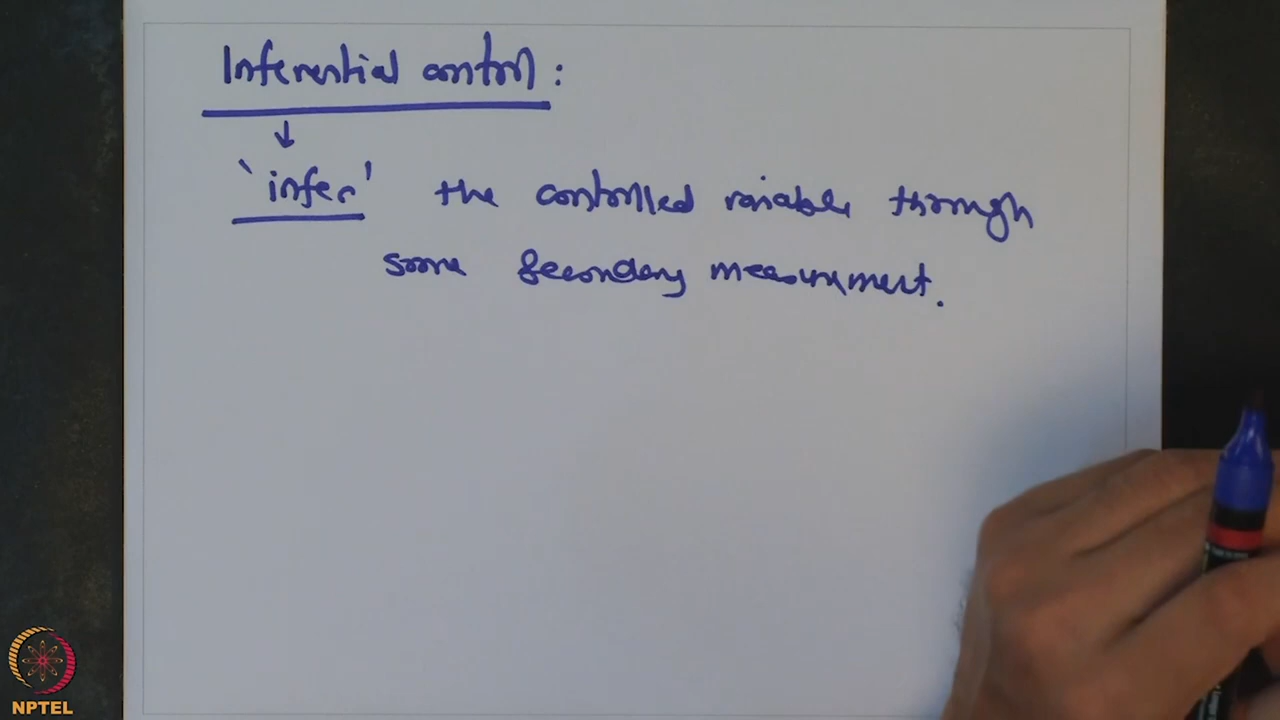 Inferential control :
↓
'infer' the controlled variable through
some secondary measurement.
NPTEL